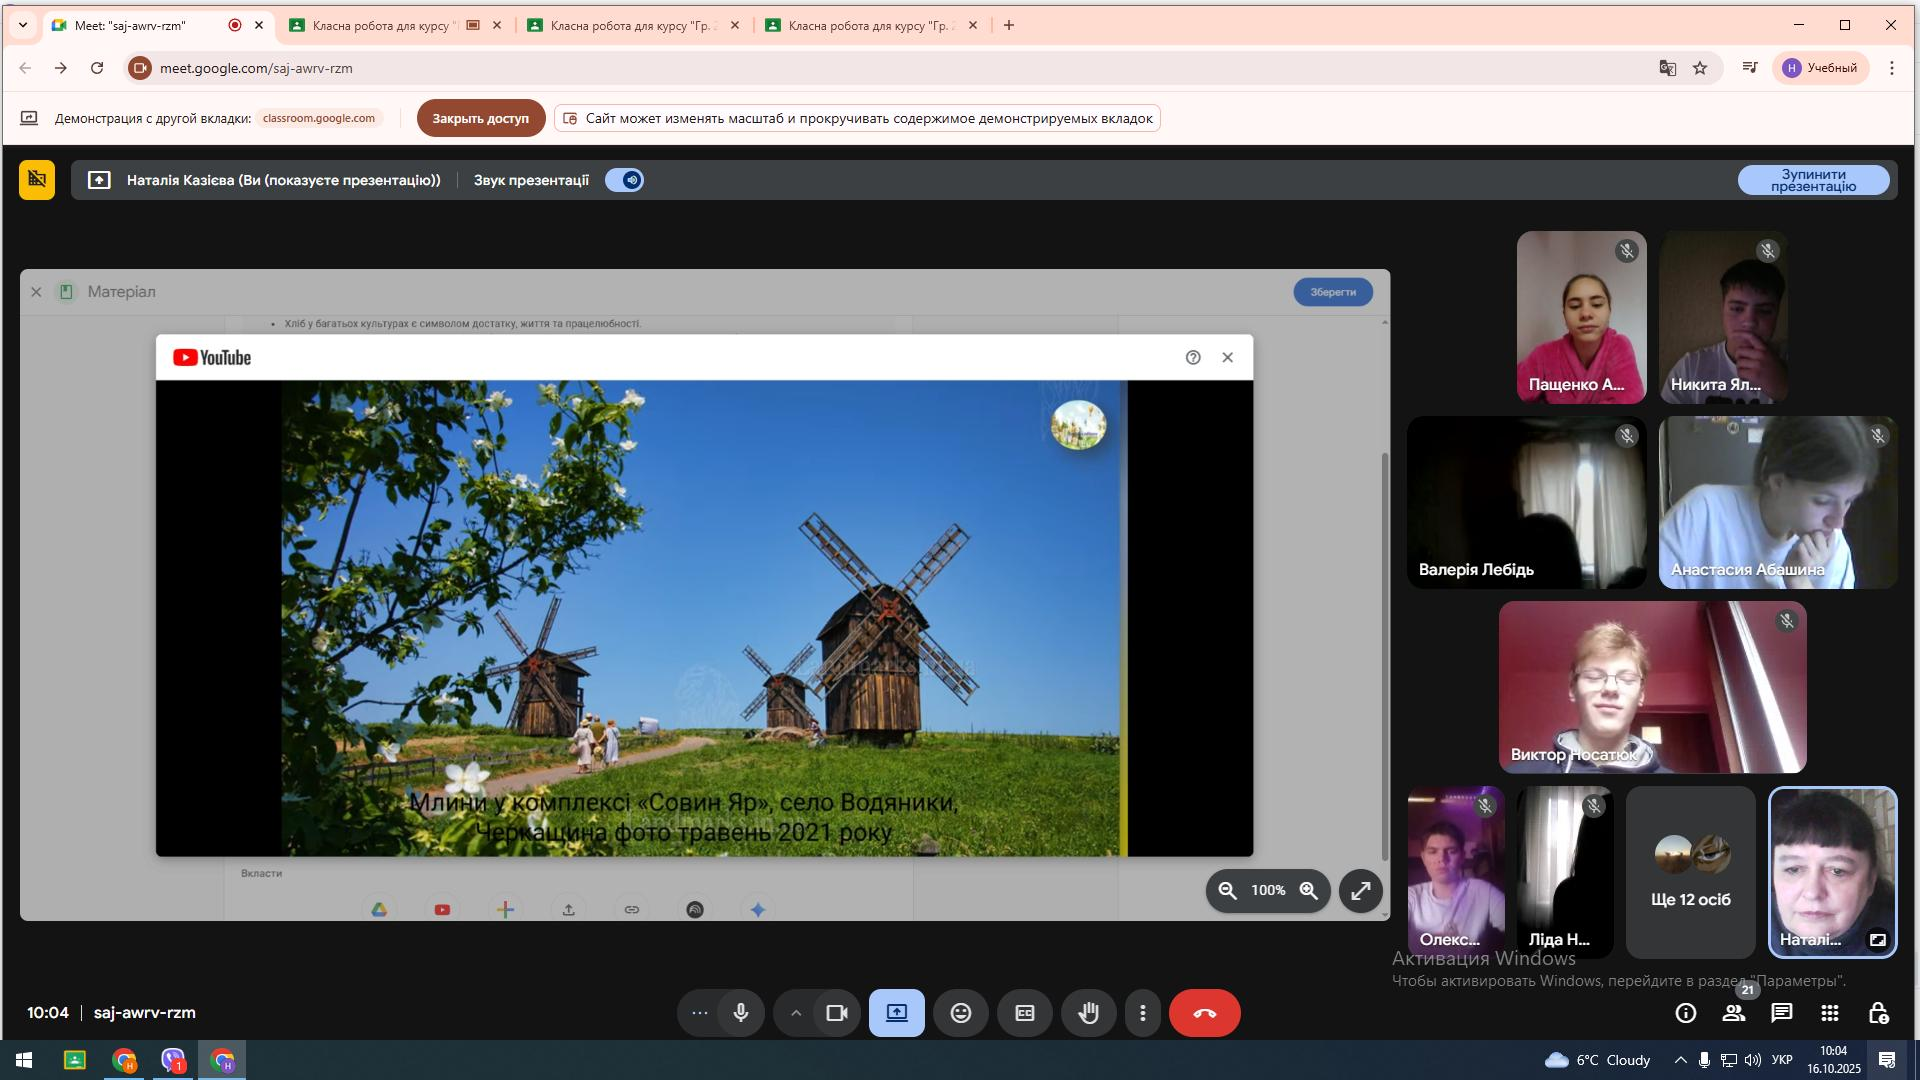 Meet: "saj-awrv-rzm"
Класна робота для курсу "
Класна робота для курсу "Гр. 2
Класна робота для курсу "Гр. 2
meet.google.com/saj-awrv-rzm
Н
Учебный
Демонстрация с другой вкладки:
classroom.google.com
Закрыть доступ
Сайт может изменять масштаб и прокручивать содержимое демонстрируемых вкладок
Наталія Казієва (Ви (показуєте презентацію))
Звук презентації
Зупинити
презентацію
Матеріал
Зберегти
Хліб у багатьох культурах є символом достатку, життя та працелюбності.
YouTube
Млини у комплексі «Совин Яр», село Водяники,
Черкащина фото травень 2021 року
Вкласти
100%
Пащенко А...
Никита Ял...
Валерія Лебідь
Анастасия Абашина
Виктор Носатюк
Олекс...
Ліда Н...
Ще 12 осіб
Наталі...
Активация Windows
Чтобы активировать Windows, перейдите в раздел "Параметры".
10:04
saj-awrv-rzm
CC
21
1
6°C Cloudy
УКР
10:04
16.10.2025